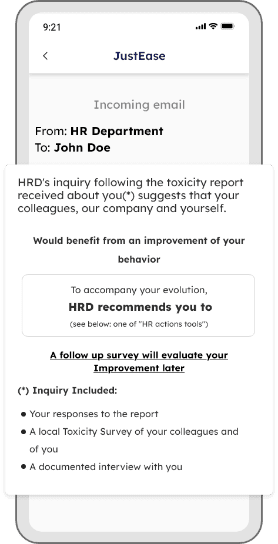 9:21
JustEase
Incoming email
From: HR Department
To: John Doe
HRD's inquiry following the toxicity report
received about you(*) suggests that your
colleagues, our company and yourself.
Would benefit from an improvement of your
behavior
To accompany your evolution,
HRD recommends you to
(see below: one of "HR actions tools")
A follow up survey will evaluate your
Improvement later
(*) Inquiry Included:
• Your responses to the report
• A local Toxicity Survey of your colleagues and
of you
• A documented interview with you